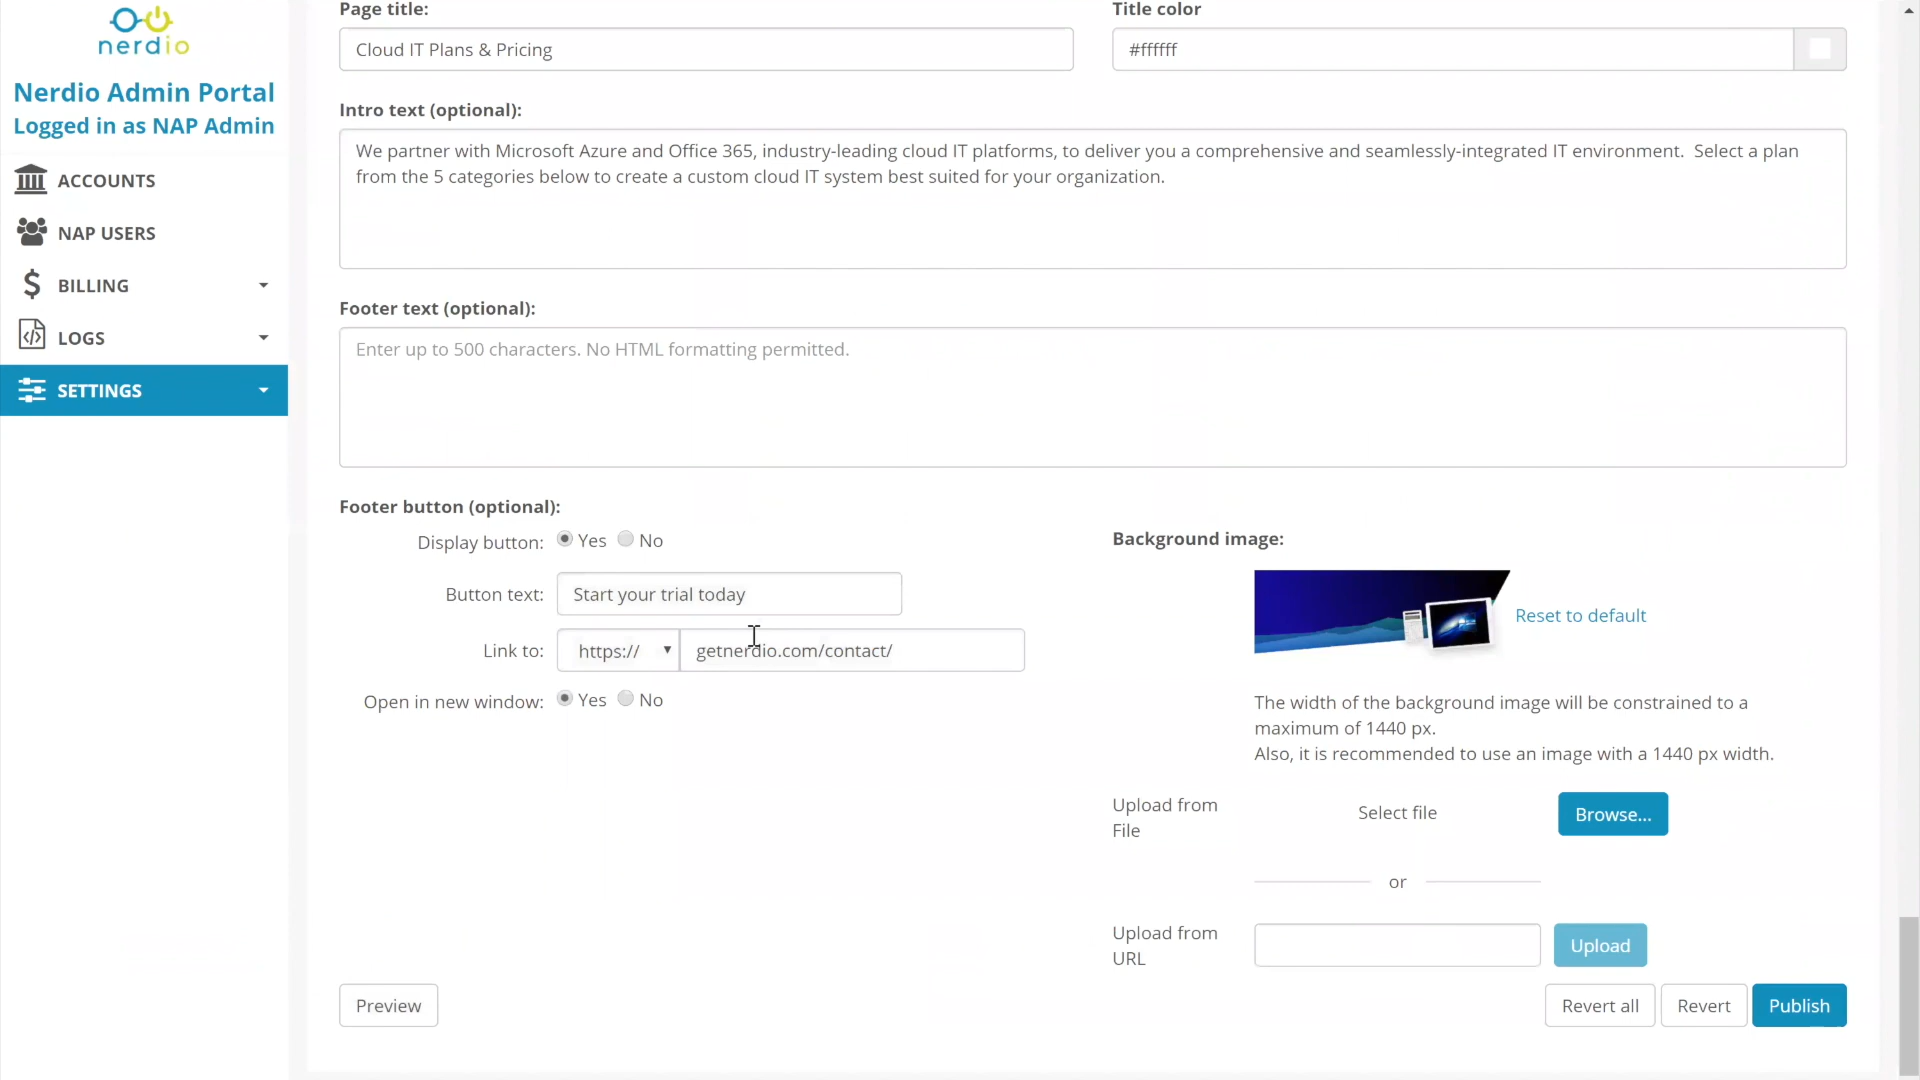 nerdio
Nerdio Admin Portal
Logged in as NAP Admin
ACCOUNTS
NAP USERS
BILLING
LOGS
SETTINGS
Page title:
Cloud IT Plans & Pricing
Title color
#ffffff
Intro text (optional):
We partner with Microsoft Azure and Office 365, industry-leading cloud IT platforms, to deliver you a comprehensive and seamlessly-integrated IT environment.  Select a plan
from the 5 categories below to create a custom cloud IT system best suited for your organization.
Footer text (optional):
Enter up to 500 characters. No HTML formatting permitted.
Footer button (optional):
Display button: Yes No
Button text: Start your trial today
Link to: https:// getnerdio.com/contact/
Open in new window: Yes No
Background image:
Reset to default
The width of the background image will be constrained to a
maximum of 1440 px.
Also, it is recommended to use an image with a 1440 px width.
Upload from
File
Select file
Browse...
or
Upload from
URL
Upload
Preview
Revert all
Revert
Publish